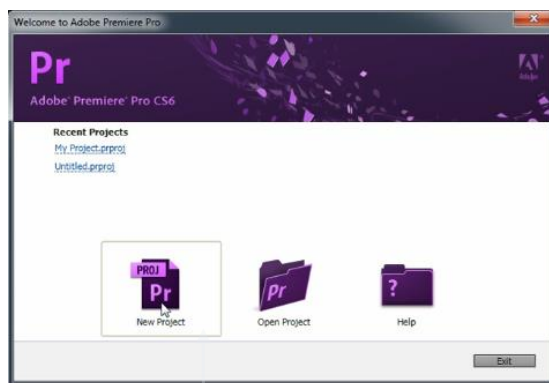 Welcome to Adobe Premiere Pro
Pr
Adobe
Adobe® Premiere® Pro CS6
Recent Projects
My Project.prproj
Untitled.prproj
PROJ
Pr
Pr
?
New Project
Open Project
Help
Exit